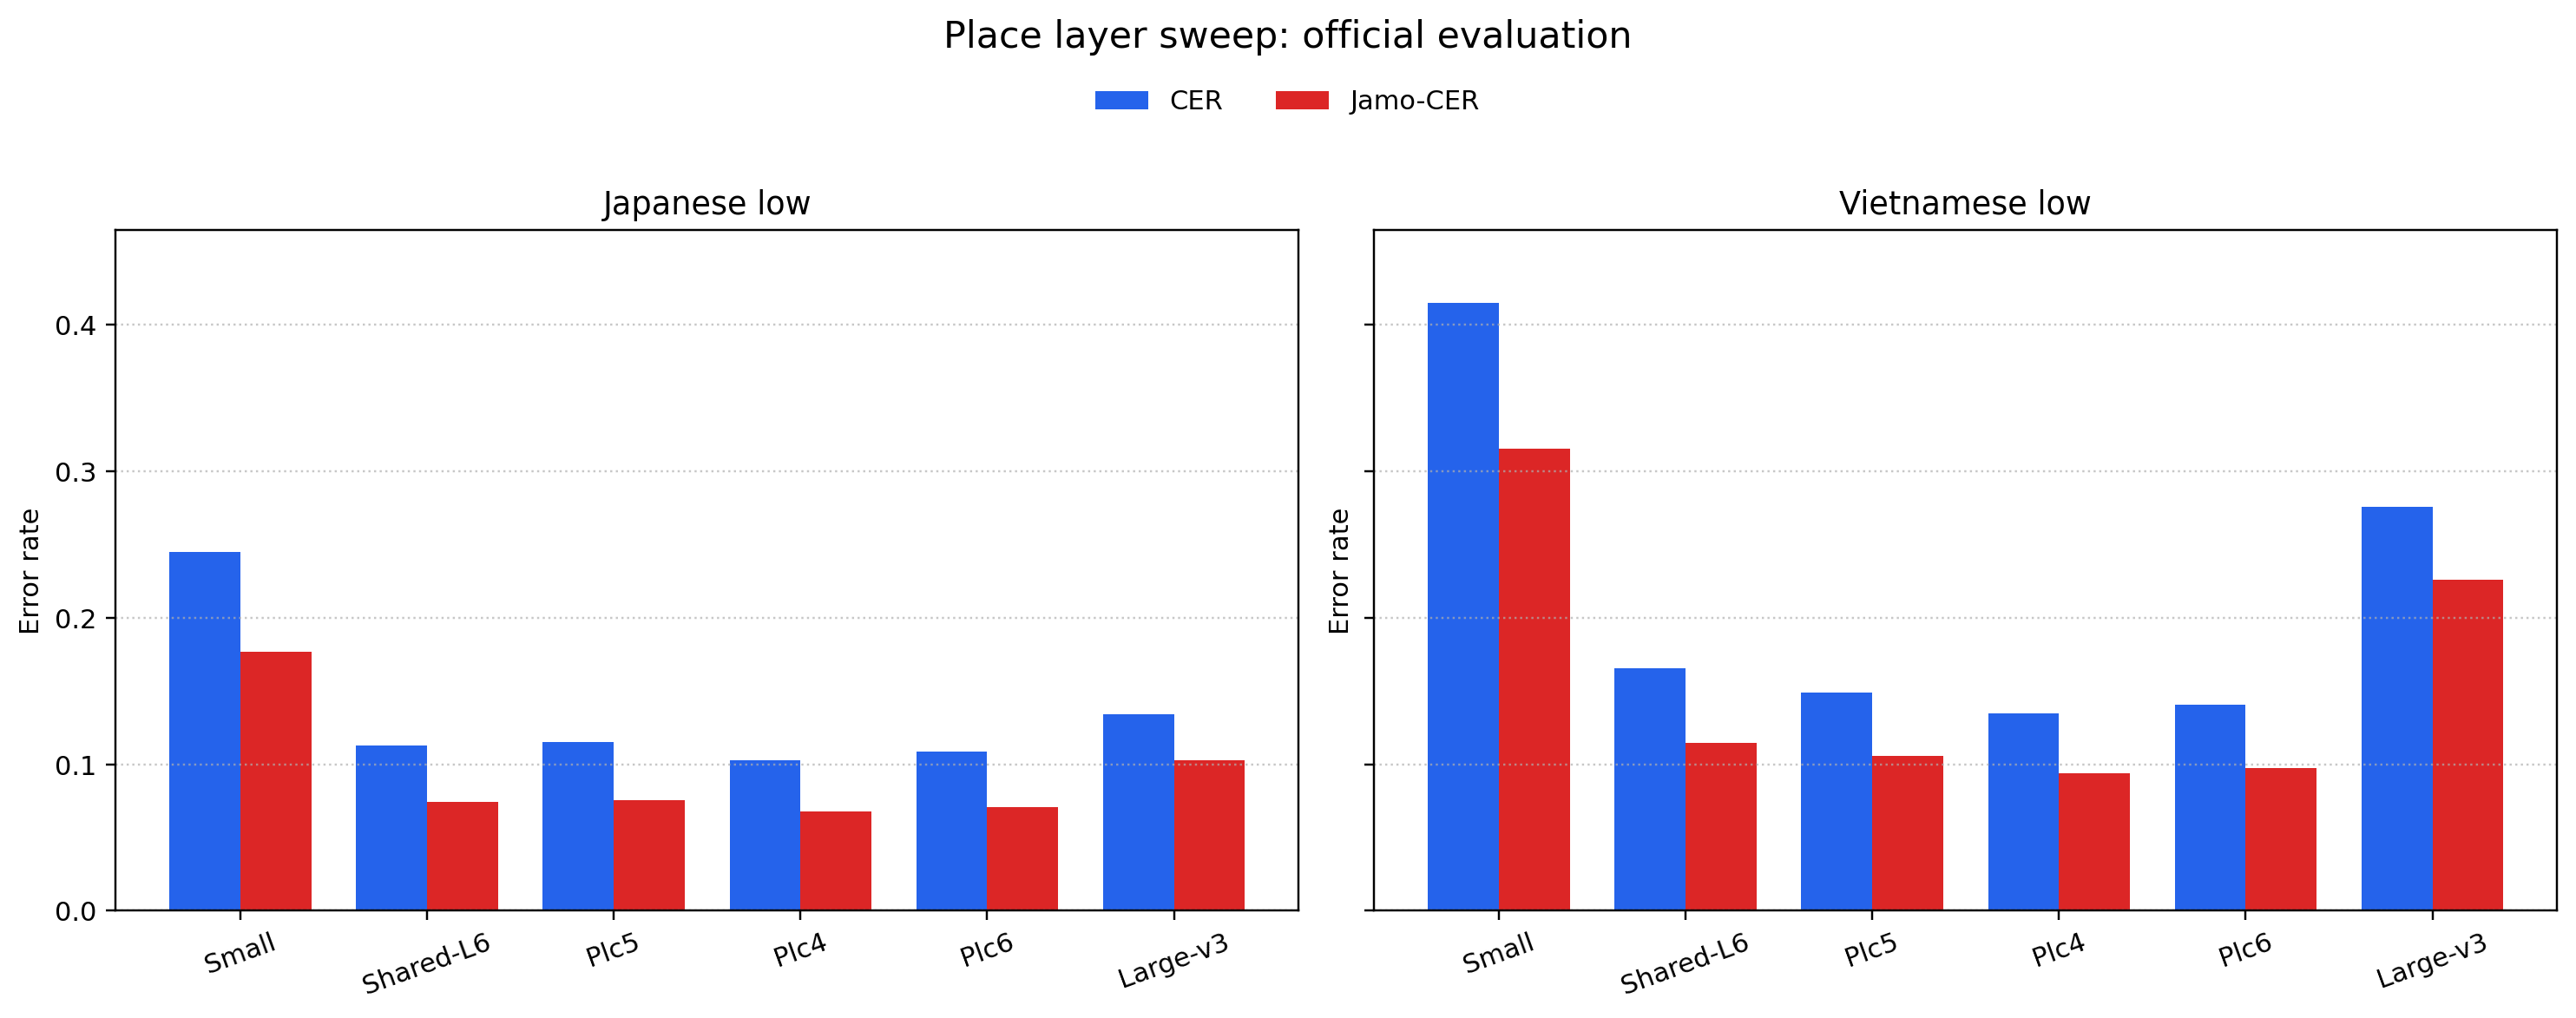 Place layer sweep: official evaluation
CER
Jamo-CER
Japanese low
Error rate
0.4
0.3
0.2
0.1
0.0
Small
Shared-L6
Plc5
Plc4
Plc6
Large-v3
Vietnamese low
Error rate
Small
Shared-L6
Plc5
Plc4
Plc6
Large-v3